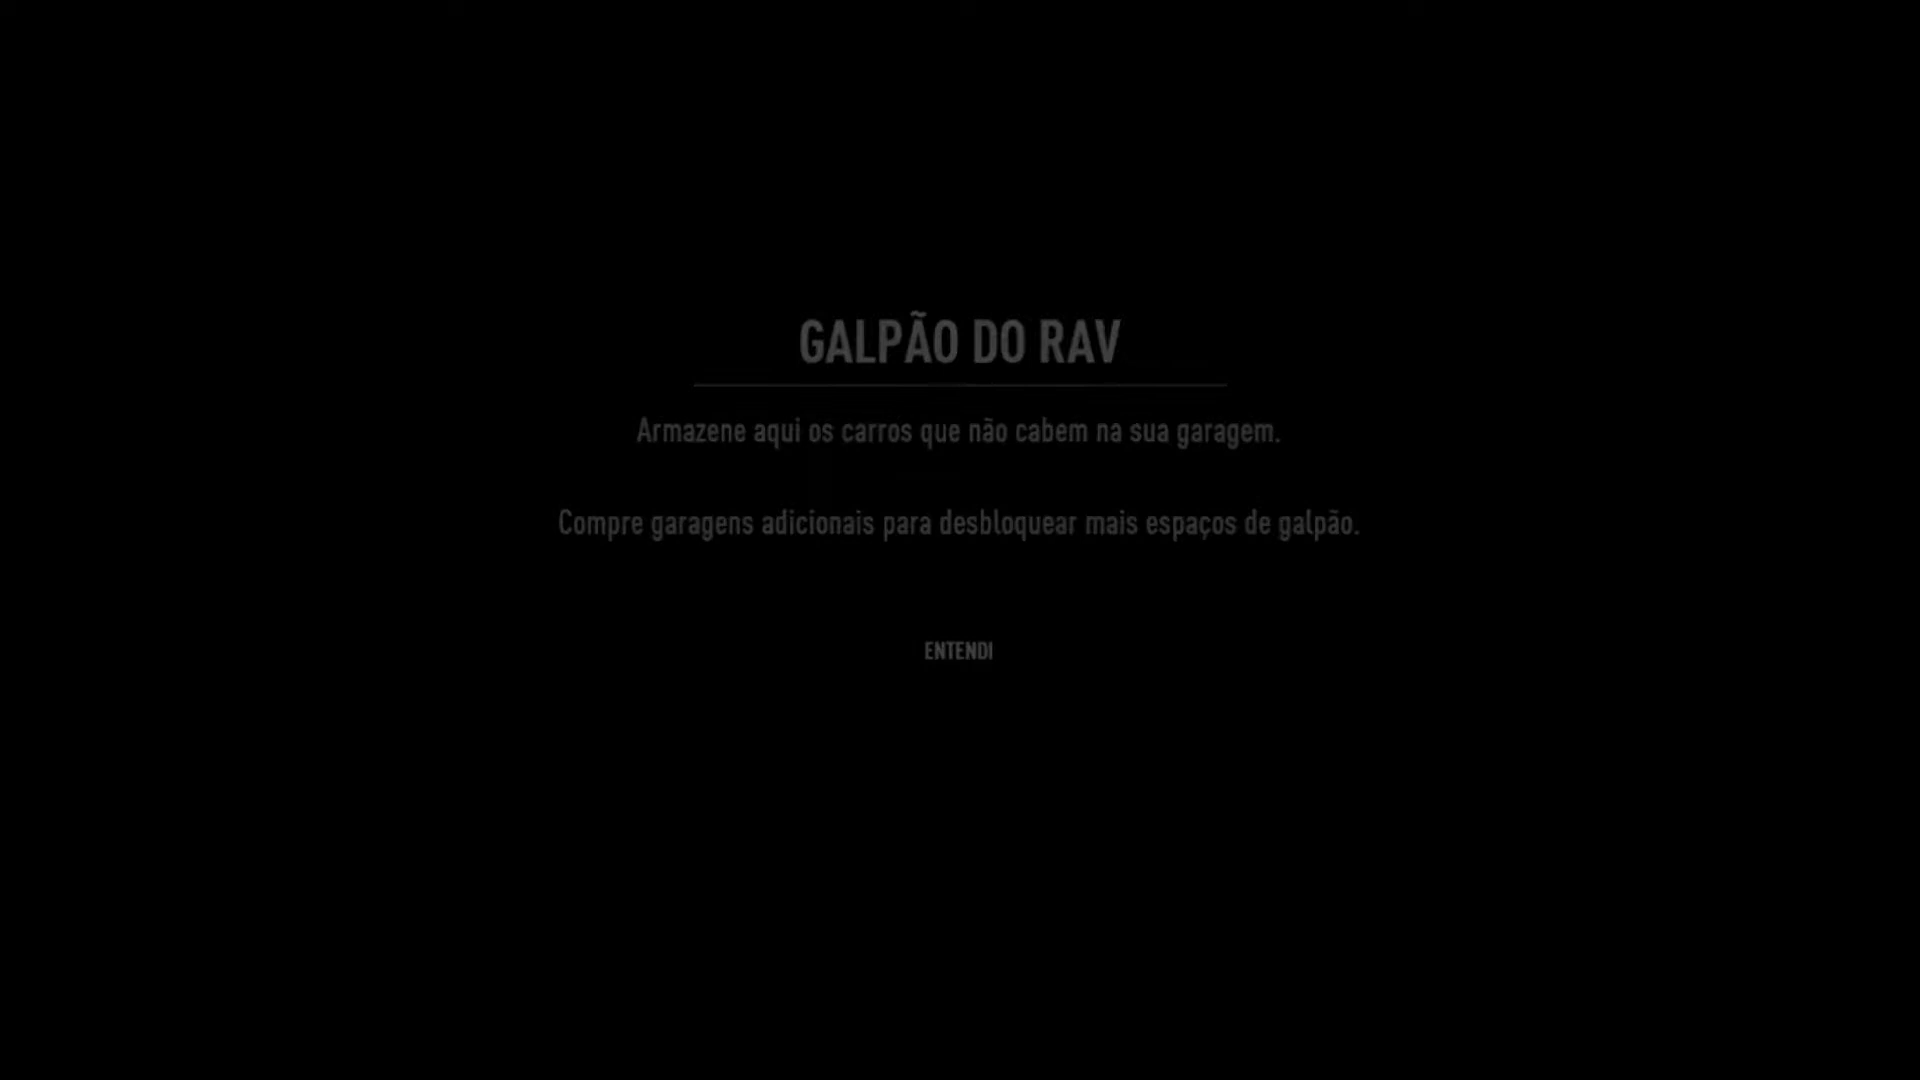 GALPÃO DO RAV
Armazene aqui os carros que não cabem na sua garagem.
Compre garagens adicionais para desbloquear mais espaços de galpão.
ENTENDI